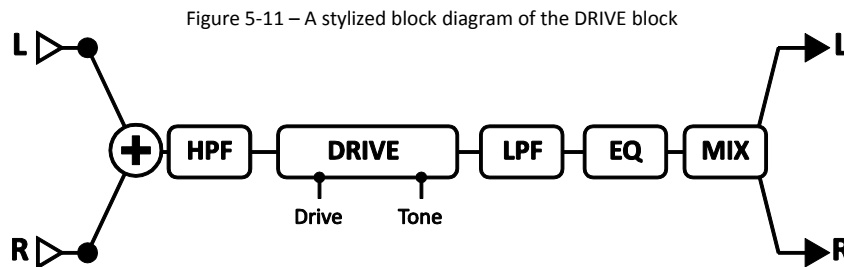 Figure 5-11 – A stylized block diagram of the DRIVE block
L
L
+ HPF DRIVE LPF EQ MIX
Drive Tone
R
R